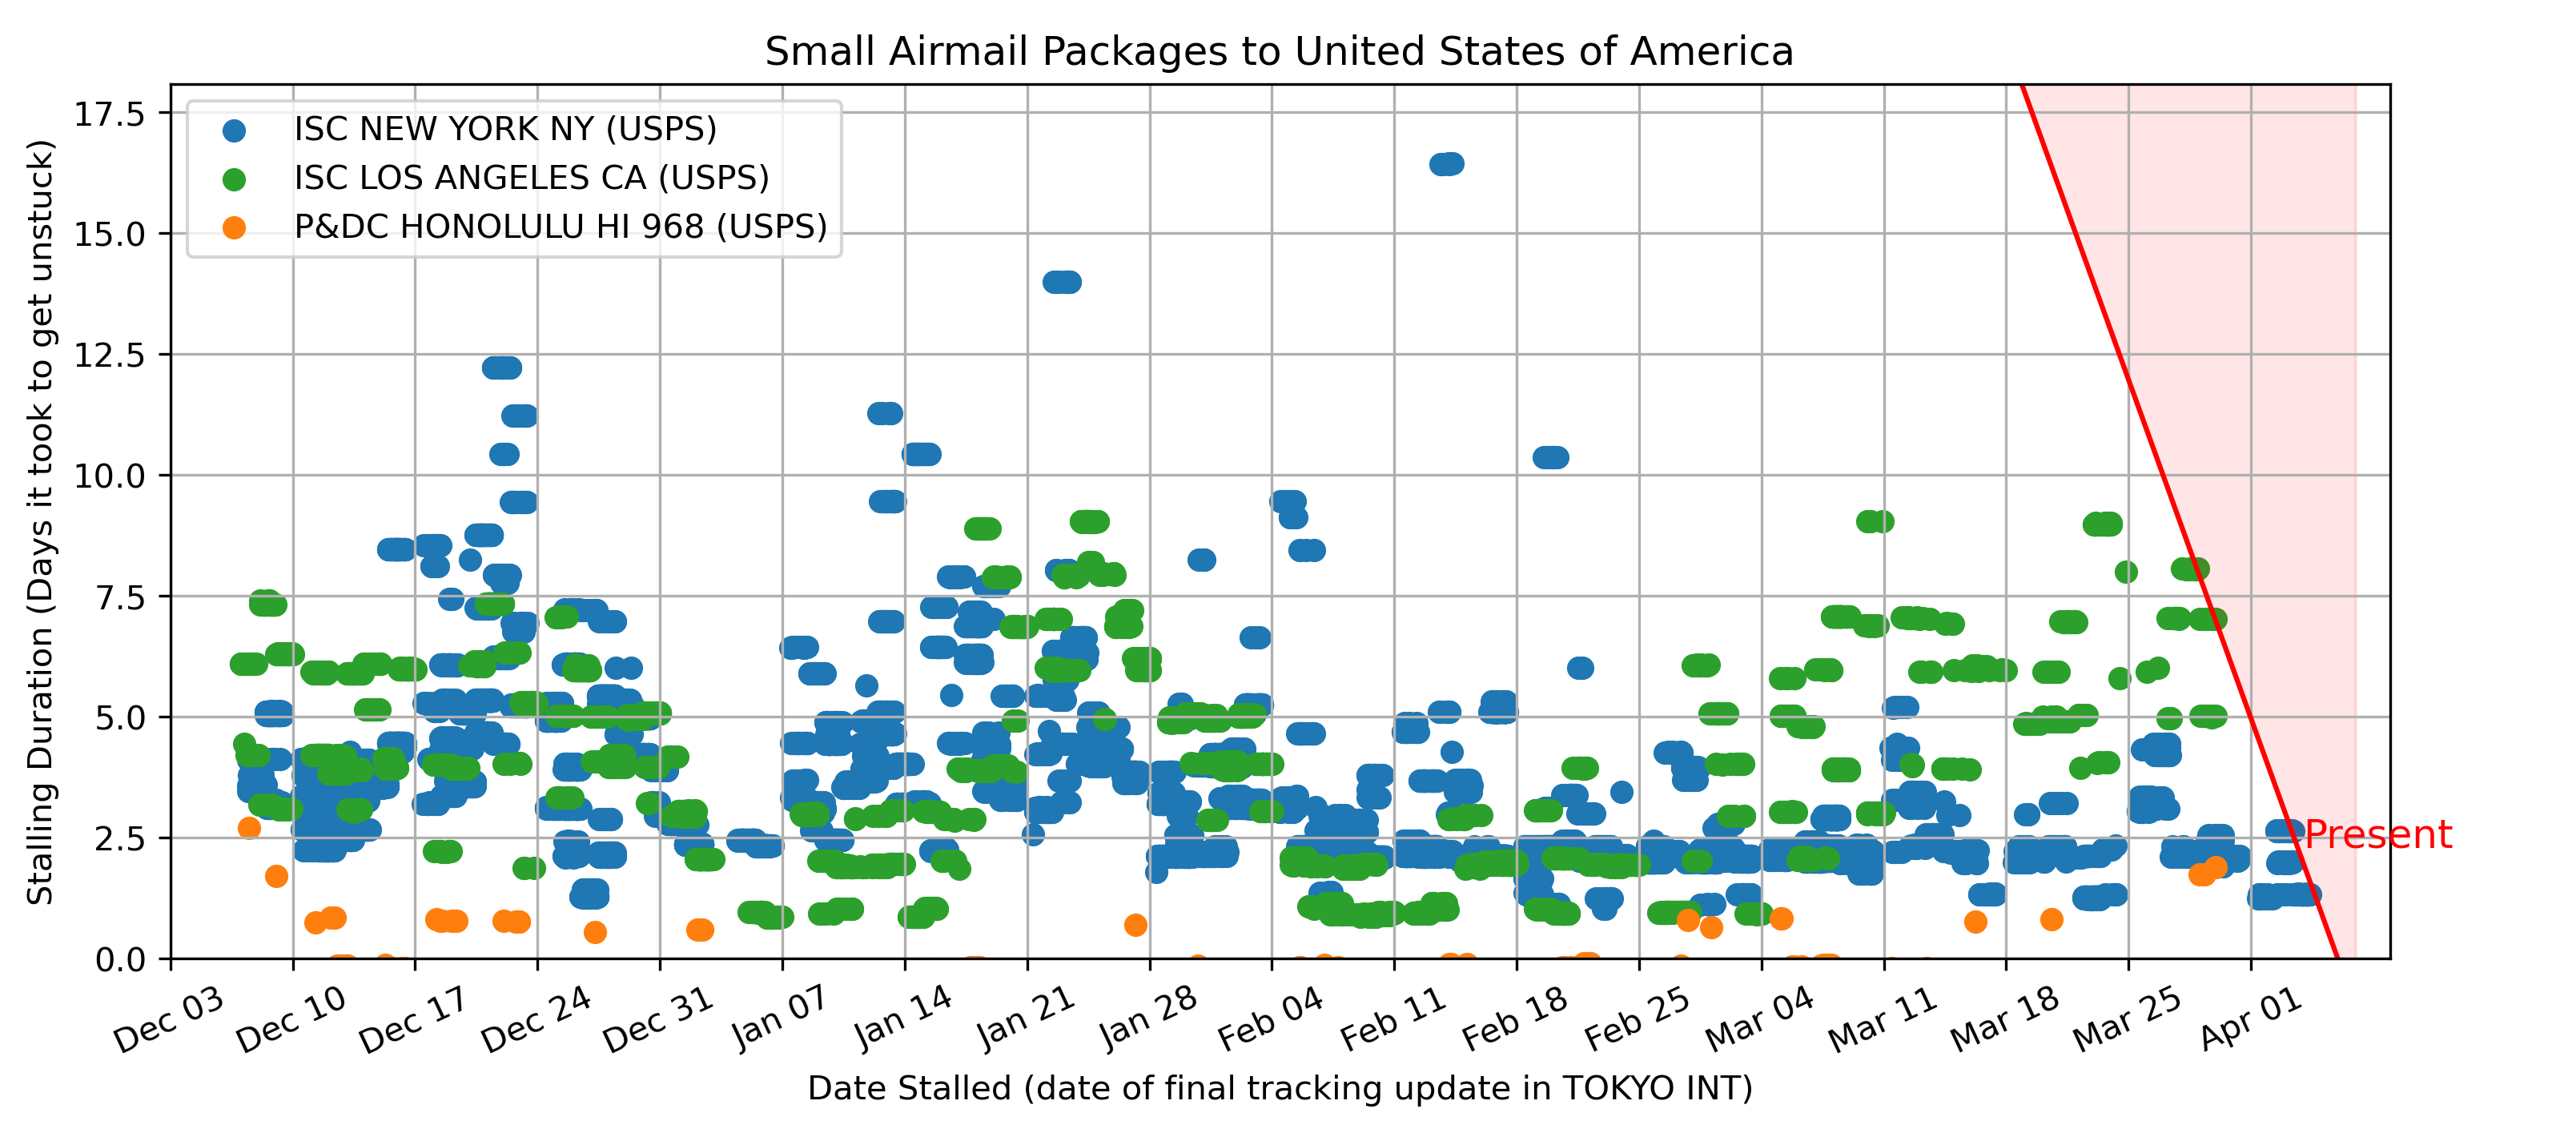 Small Airmail Packages to United States of America
ISC NEW YORK NY (USPS)
ISC LOS ANGELES CA (USPS)
P&DC HONOLULU HI 968 (USPS)
Stalling Duration (Days it took to get unstuck)
17.5
15.0
12.5
10.0
7.5
5.0
2.5
0.0
Present
Dec 03 Dec 10 Dec 17 Dec 24 Dec 31 Jan 07 Jan 14 Jan 21 Jan 28 Feb 04 Feb 11 Feb 18 Feb 25 Mar 04 Mar 11 Mar 18 Mar 25 Apr 01
Date Stalled (date of final tracking update in TOKYO INT)